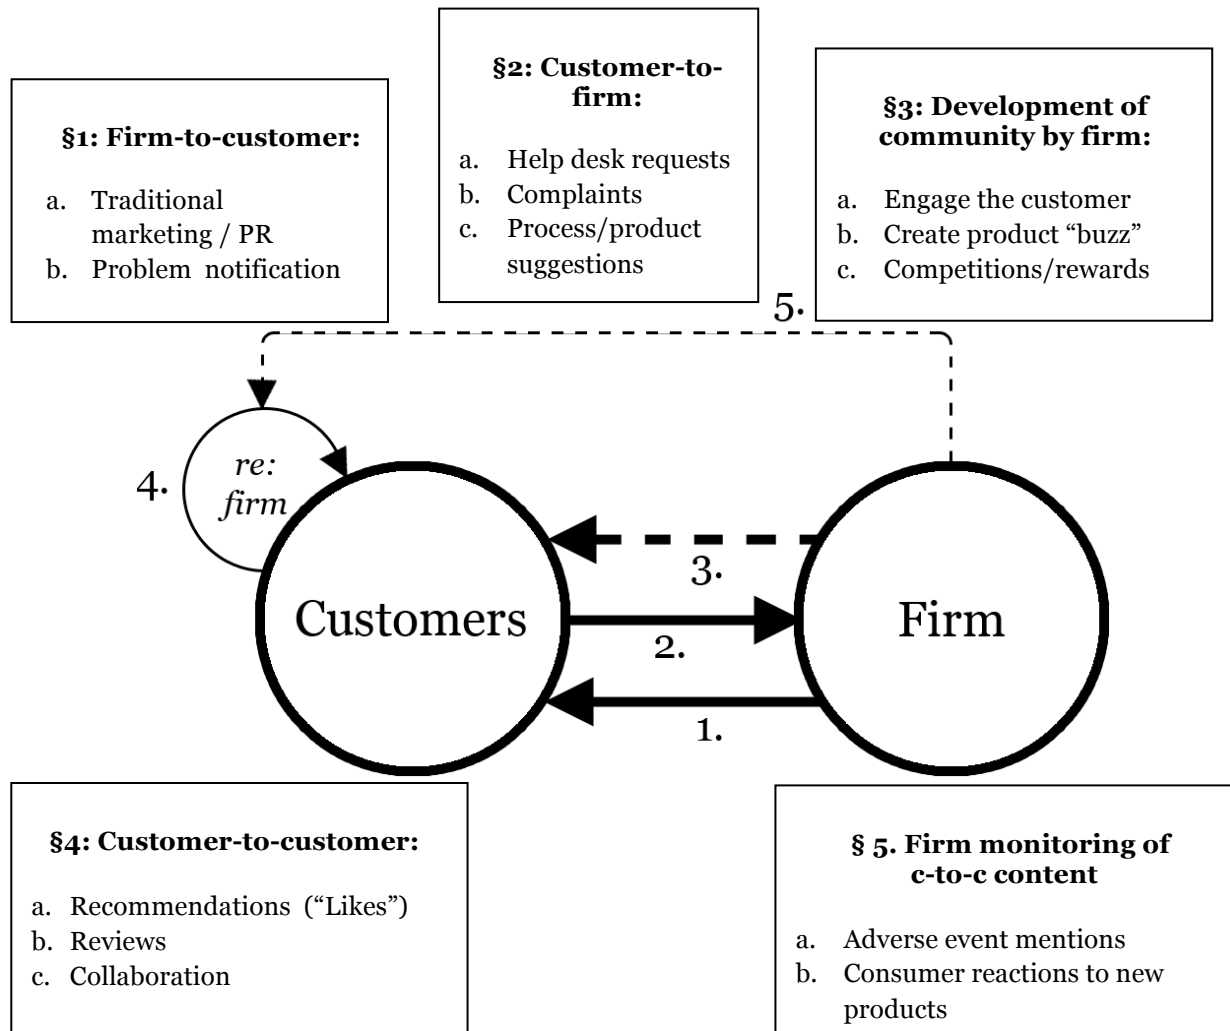 §1: Firm-to-customer:
a. Traditional
marketing / PR
b. Problem notification
§2: Customer-to-
firm:
a. Help desk requests
b. Complaints
c. Process/product
suggestions
§3: Development of
community by firm:
a. Engage the customer
b. Create product “buzz”
c. Competitions/rewards
5.
4.
re:
firm
Customers
3.
2.
1.
Firm
§4: Customer-to-customer:
a. Recommendations (“Likes”)
b. Reviews
c. Collaboration
§ 5. Firm monitoring of
c-to-c content
a. Adverse event mentions
b. Consumer reactions to new
products